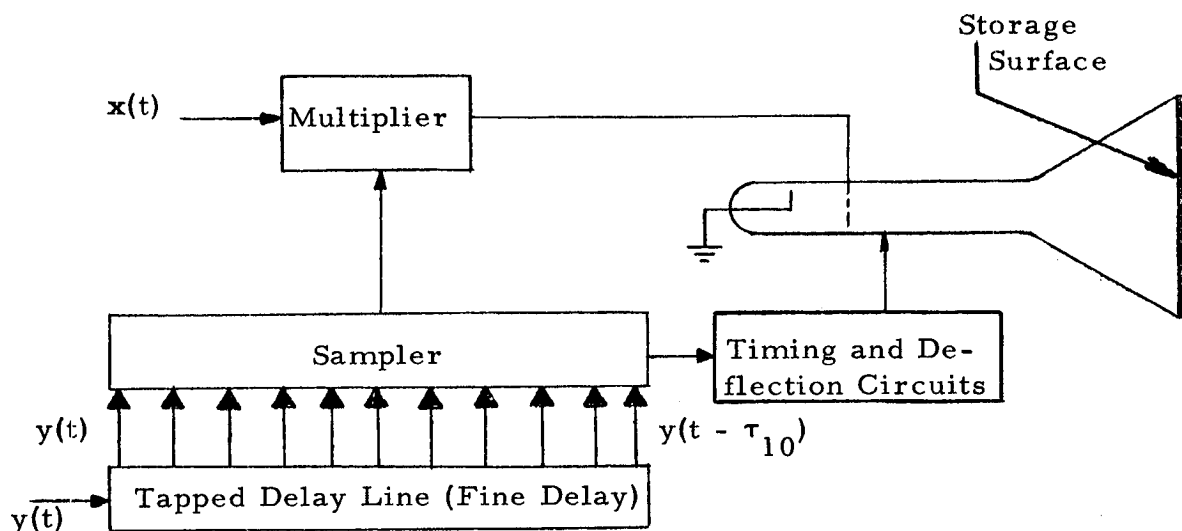 Storage
Surface
x(t)
Multiplier
Sampler
Timing and De-
flection Circuits
y(t)
y(t - τ10)
Tapped Delay Line (Fine Delay)
y(t)